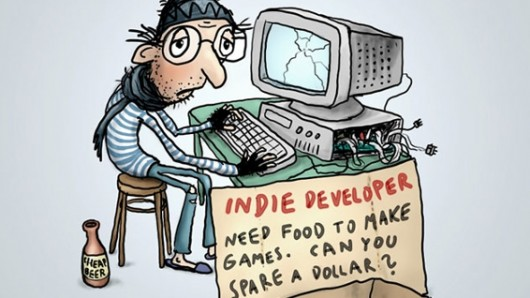 INDIE DEVELOPER
NEED FOOD TO MAKE
GAMES. CAN YOU
SPARE A DOLLAR?
CHEAP
BEER